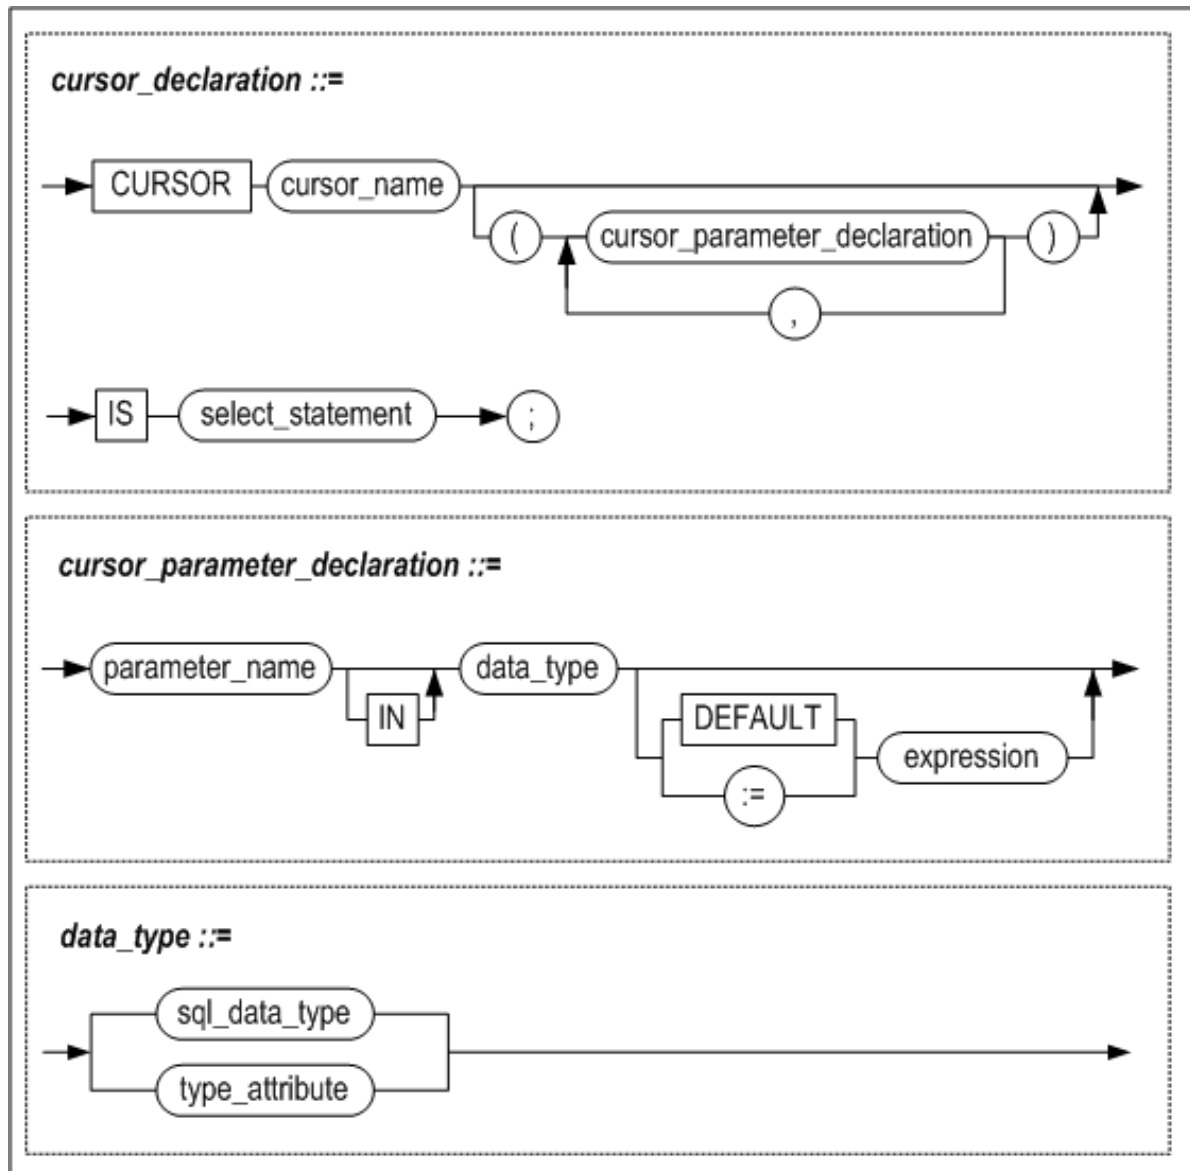 cursor_declaration ::=
CURSOR cursor_name
( cursor_parameter_declaration )
,
IS select_statement ;
cursor_parameter_declaration ::=
parameter_name data_type
IN DEFAULT
expression
:=
data_type ::=
sql_data_type
type_attribute